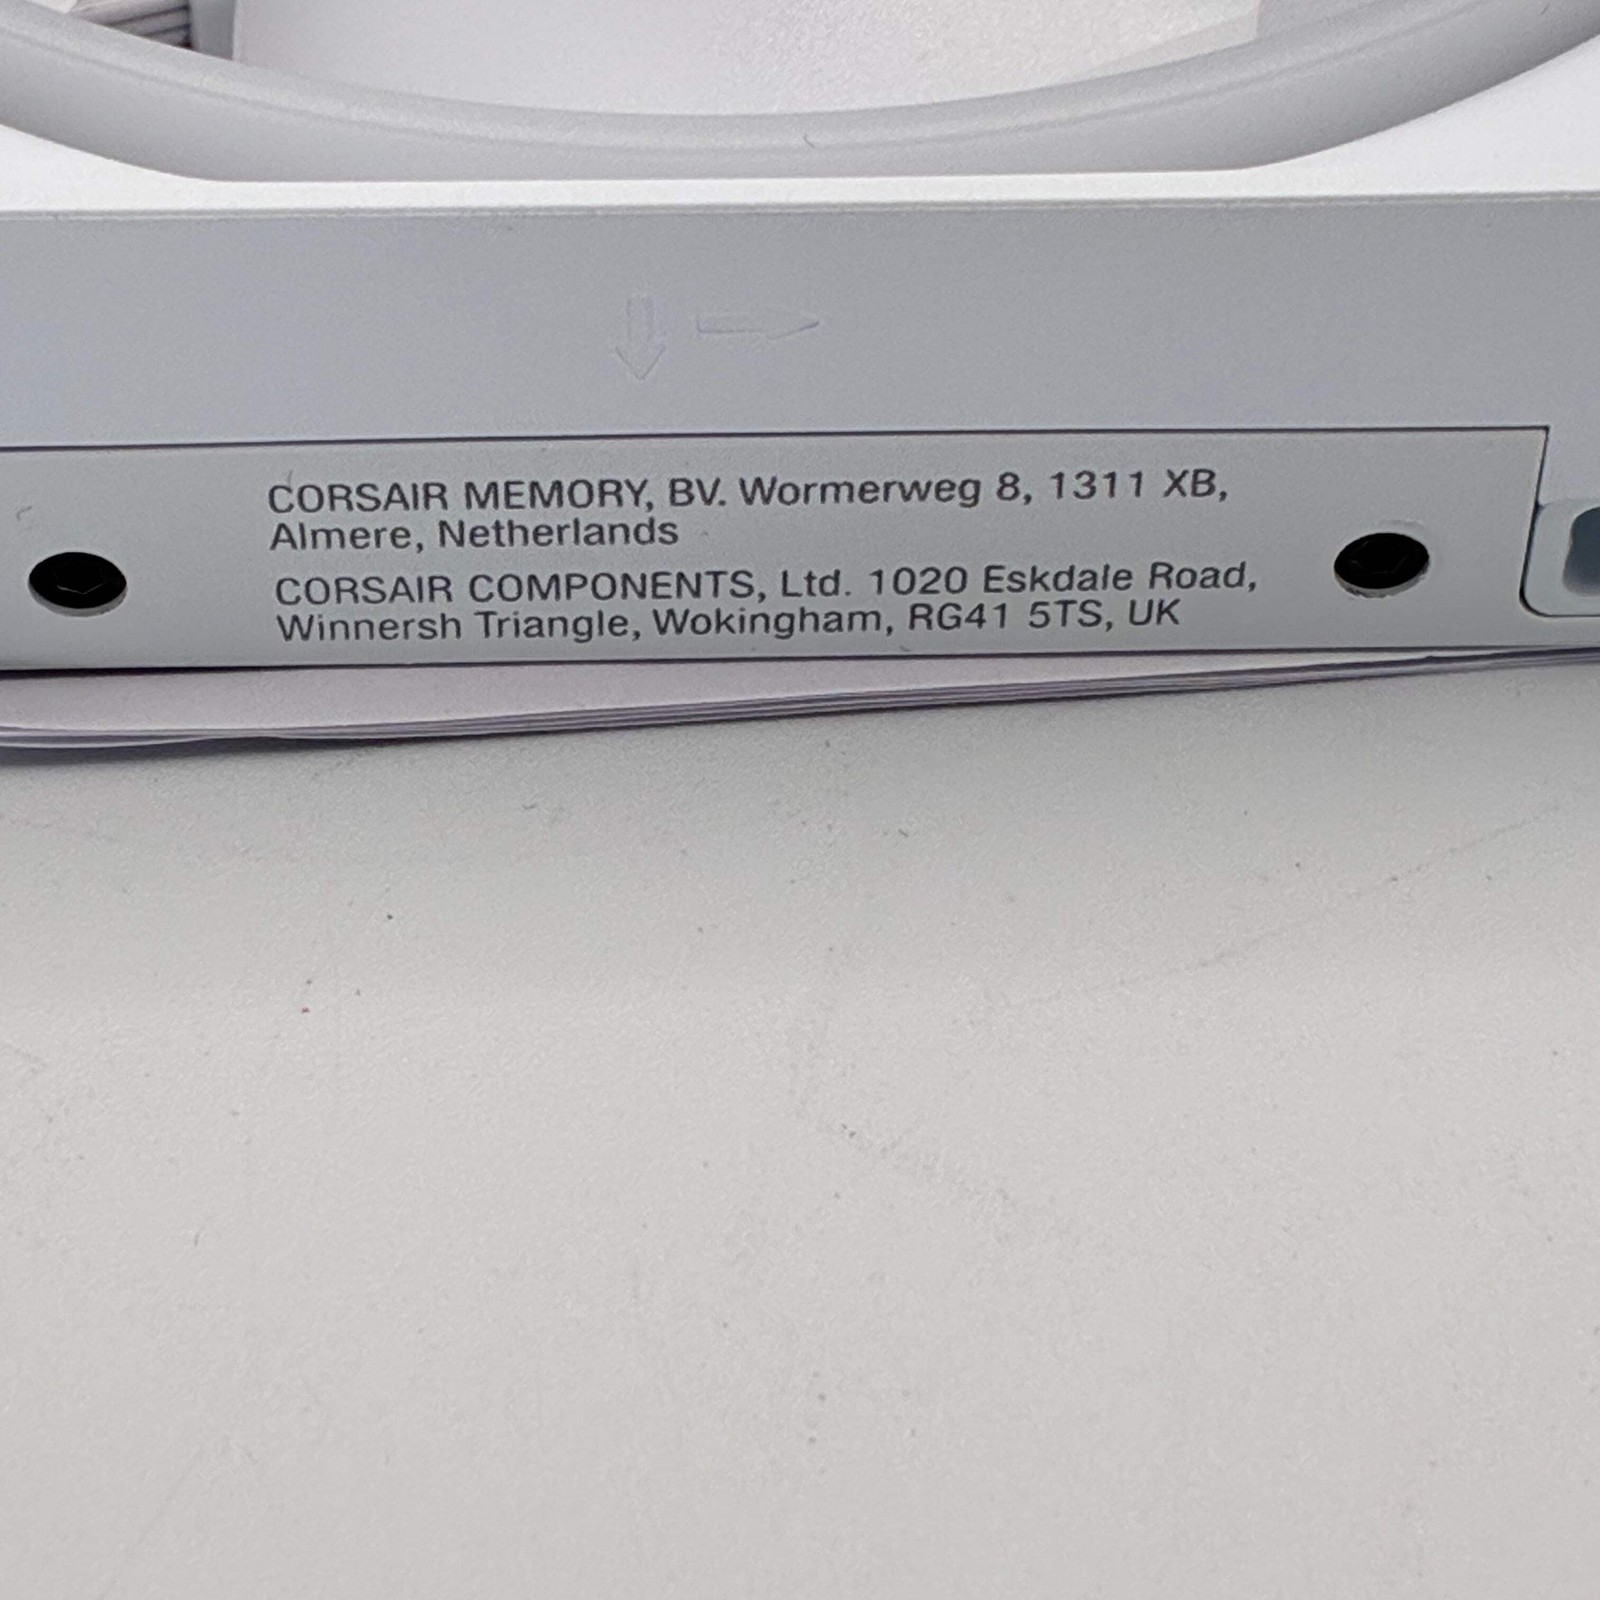 CORSAIR MEMORY, BV. Wormerweg 8, 1311 XB,
Almere, Netherlands
CORSAIR COMPONENTS, Ltd. 1020 Eskdale Road,
Winnersh Triangle, Wokingham, RG41 5TS, UK